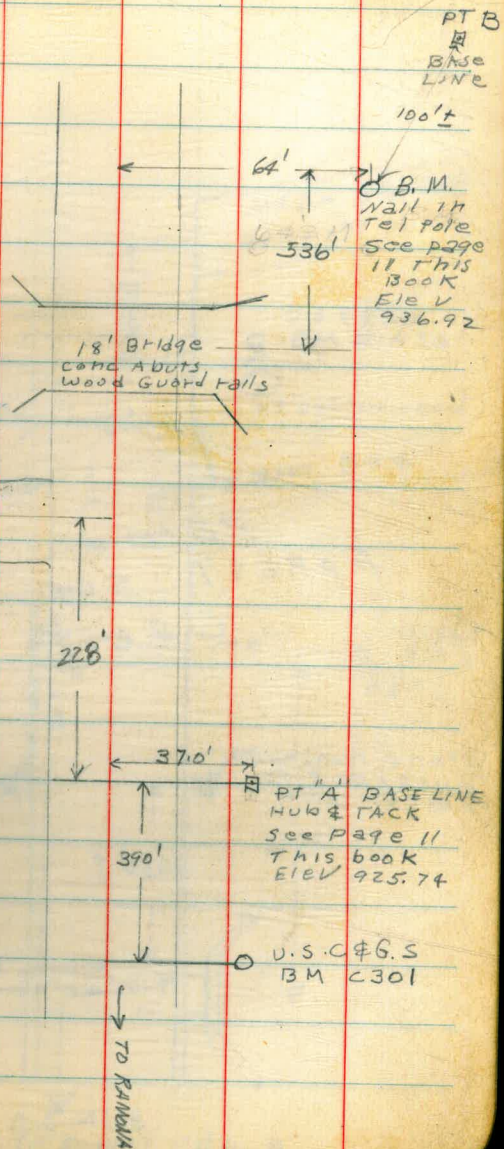 PT B
BASE
LINE
100'±
64'
B. M.
Nail in
Tel Pole
See page
11 This
Book
Elev
936.92
536'
18' Bridge
conc Abuts
Wood Guard rails
228'
37.0'
PT "A" BASE LINE
HUB & TACK
See Page 11
This book
ElEV 925.74
390'
U.S.C & G.S
BM C301
TO RAMONA